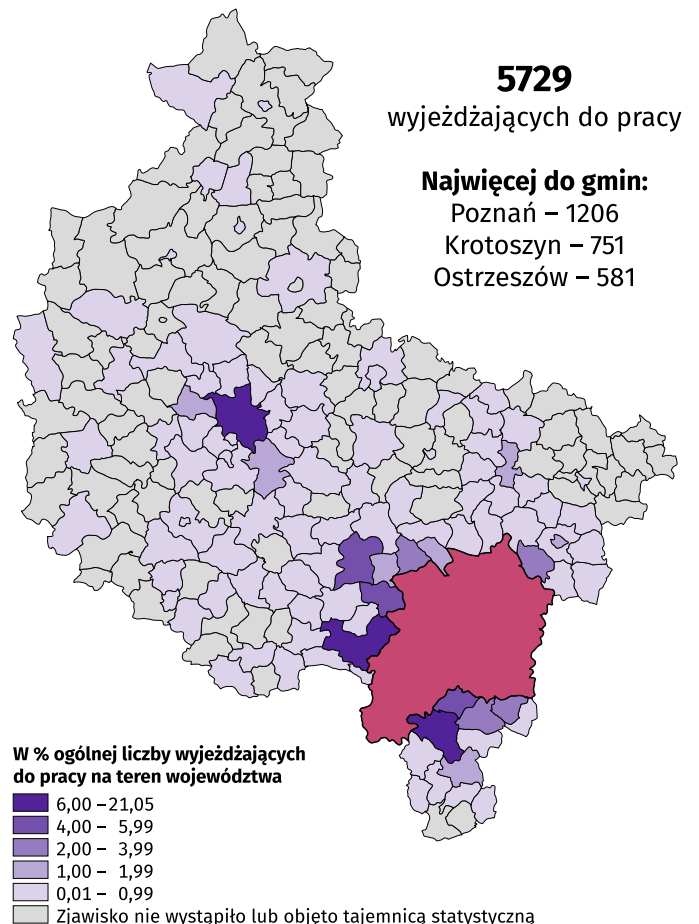 5729
wyjeżdżających do pracy
Najwięcej do gmin:
Poznań – 1206
Krotoszyn – 751
Ostrzeszów – 581
W % ogólnej liczby wyjeżdżających
do pracy na teren województwa
6,00 – 21,05
4,00 – 5,99
2,00 – 3,99
1,00 – 1,99
0,01 – 0,99
Zjawisko nie wystąpiło lub objęto tajemnicą statystyczną